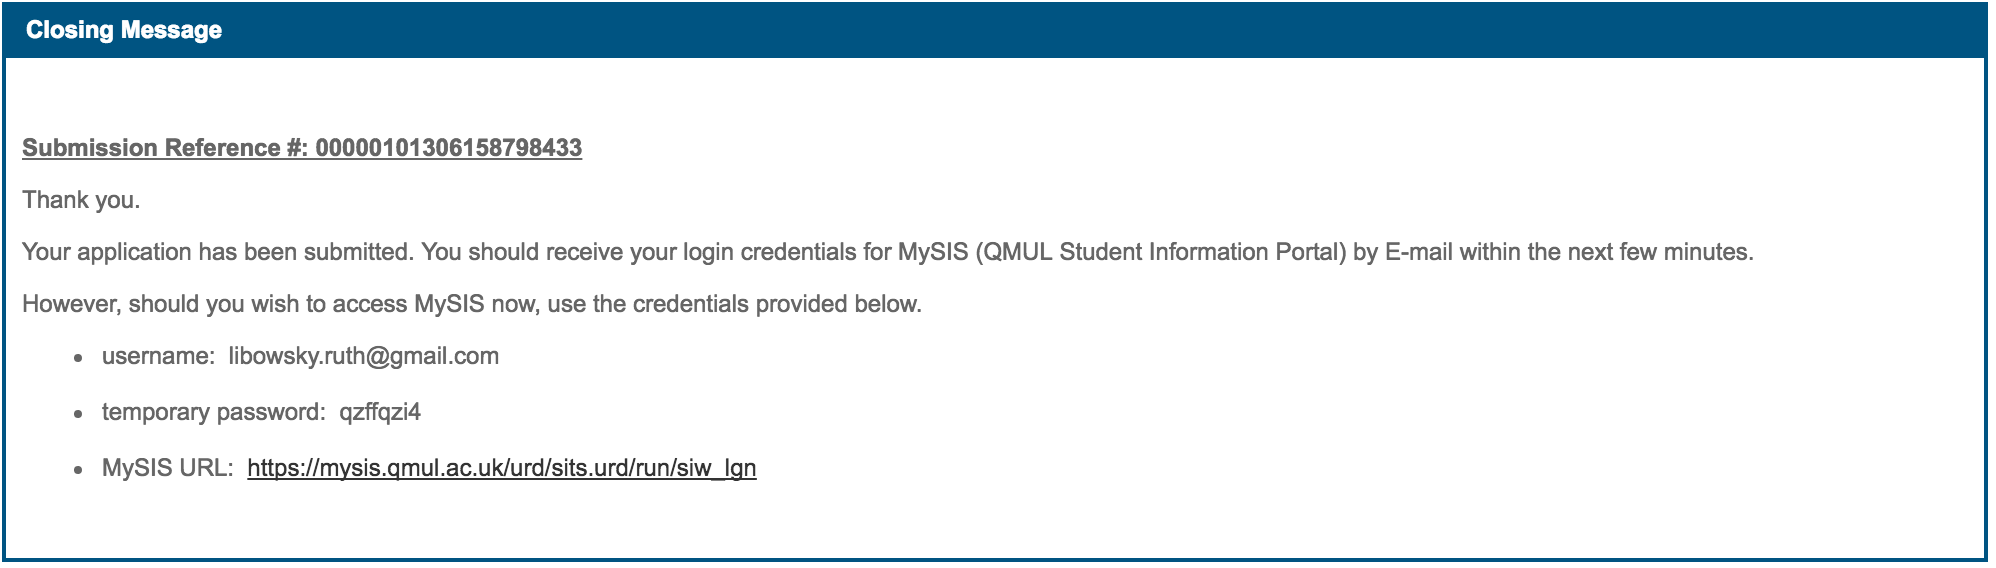 Closing Message
Submission Reference #: 00000101306158798433
Thank you.
Your application has been submitted. You should receive your login credentials for MySIS (QMUL Student Information Portal) by E-mail within the next few minutes.
However, should you wish to access MySIS now, use the credentials provided below.
• username: libowsky.ruth@gmail.com
• temporary password: qzffqzi4
• MySIS URL: https://mysis.qmul.ac.uk/urd/sits.urd/run/siw_lgn